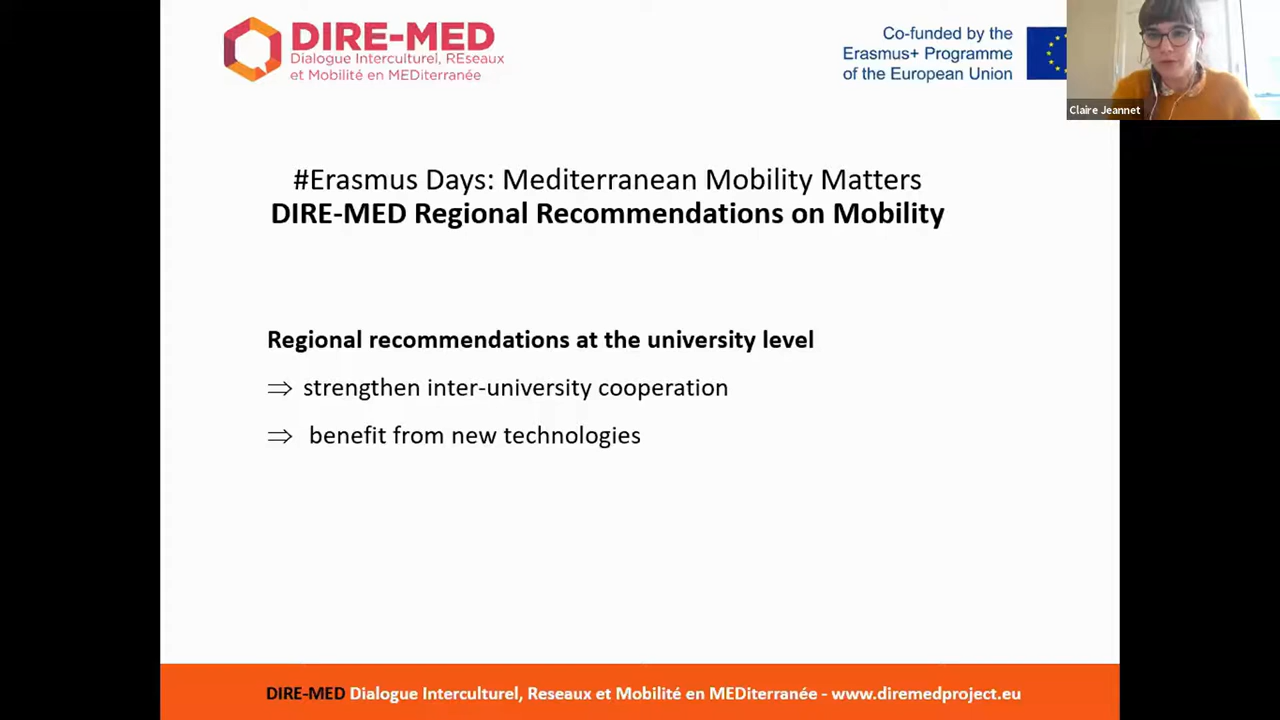 DIRE-MED
Dialogue Interculturel, REseaux
et Mobilité en MEDiterranée
Co-funded by the
Erasmus+ Programme
of the European Union
Claire Jeannet
#Erasmus Days: Mediterranean Mobility Matters
DIRE-MED Regional Recommendations on Mobility
Regional recommendations at the university level
⇒ strengthen inter-university cooperation
⇒ benefit from new technologies
DIRE-MED Dialogue Interculturel, Reseaux et Mobilité en MEDiterranée - www.diremedproject.eu